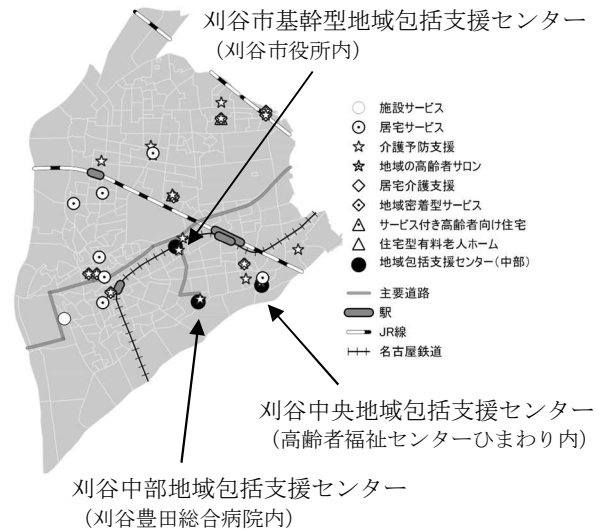 刈谷市基幹型地域包括支援センター
（刈谷市役所内）
施設サービス
居宅サービス
介護予防支援
地域の高齢者サロン
居宅介護支援
地域密着型サービス
サービス付き高齢者向け住宅
住宅型有料老人ホーム
地域包括支援センター(中部)
主要道路
駅
JR線
名古屋鉄道
刈谷中央地域包括支援センター
（高齢者福祉センターひまわり内）
刈谷中部地域包括支援センター
（刈谷豊田総合病院内）